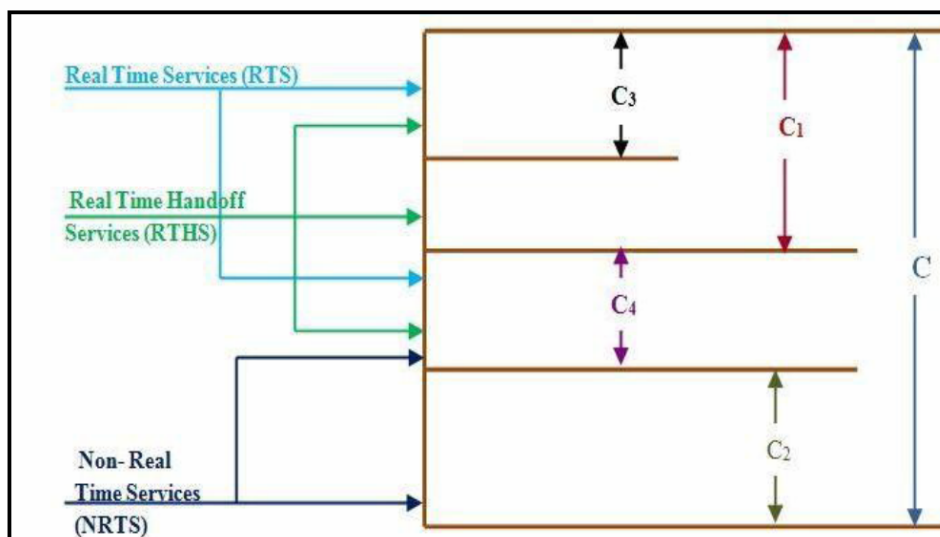 Real Time Services (RTS)
C3
C1
Real Time Handoff
Services (RTHS)
C
C4
Non- Real
Time Services
(NRTS)
C2